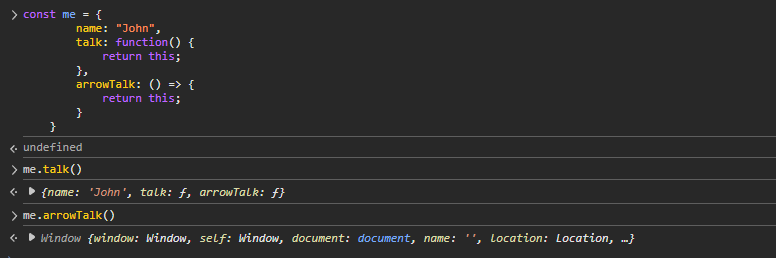 > const me = {
name: "John",
talk: function() {
return this;
},
arrowTalk: () => {
return this;
}
}
undefined
> me.talk()
▶ {name: 'John', talk: ƒ, arrowTalk: ƒ}
> me.arrowTalk()
▶ Window {window: Window, self: Window, document: document, name: '', location: Location, …}